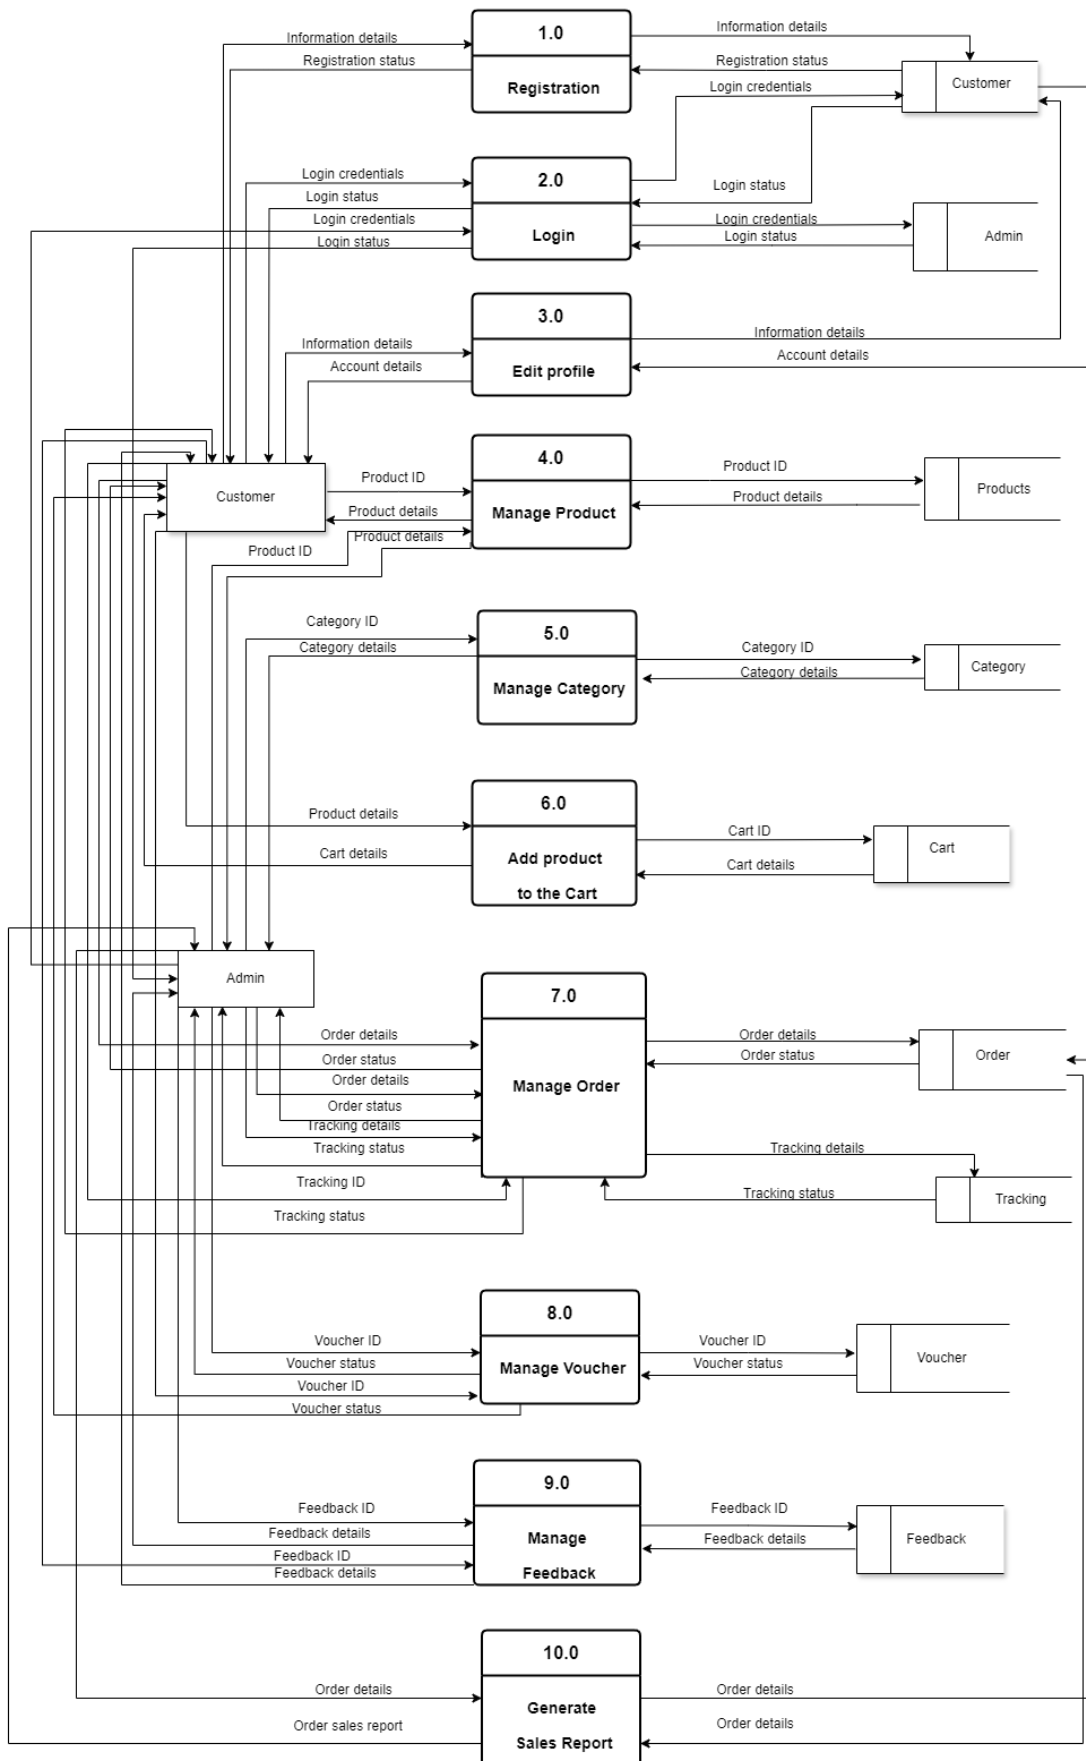 1.0
Information details
Information details
Registration status
Registration status
Registration
Customer
Login credentials
2.0
Login credentials
Login status
Login status
Login credentials
Login credentials
Login status
Login status
Login
Admin
3.0
Information details
Information details
Account details
Account details
Edit profile
4.0
Product ID
Product ID
Customer
Products
Product details
Product details
Manage Product
Product details
Product ID
5.0
Category ID
Category details
Category ID
Category details
Category
Manage Category
6.0
Product details
Cart ID
Cart details
Cart details
Cart
Add product
to the Cart
Admin
7.0
Order details
Order details
Order status
Order status
Order
Order details
Manage Order
Order status
Tracking details
Tracking status
Tracking details
Tracking ID
Tracking status
Tracking
Tracking status
8.0
Voucher ID
Voucher ID
Voucher status
Voucher status
Voucher
Manage Voucher
Voucher ID
Voucher status
9.0
Feedback ID
Feedback ID
Feedback details
Feedback details
Feedback
Manage
Feedback
Feedback ID
Feedback details
10.0
Order details
Order details
Generate
Sales Report
Order sales report
Order details